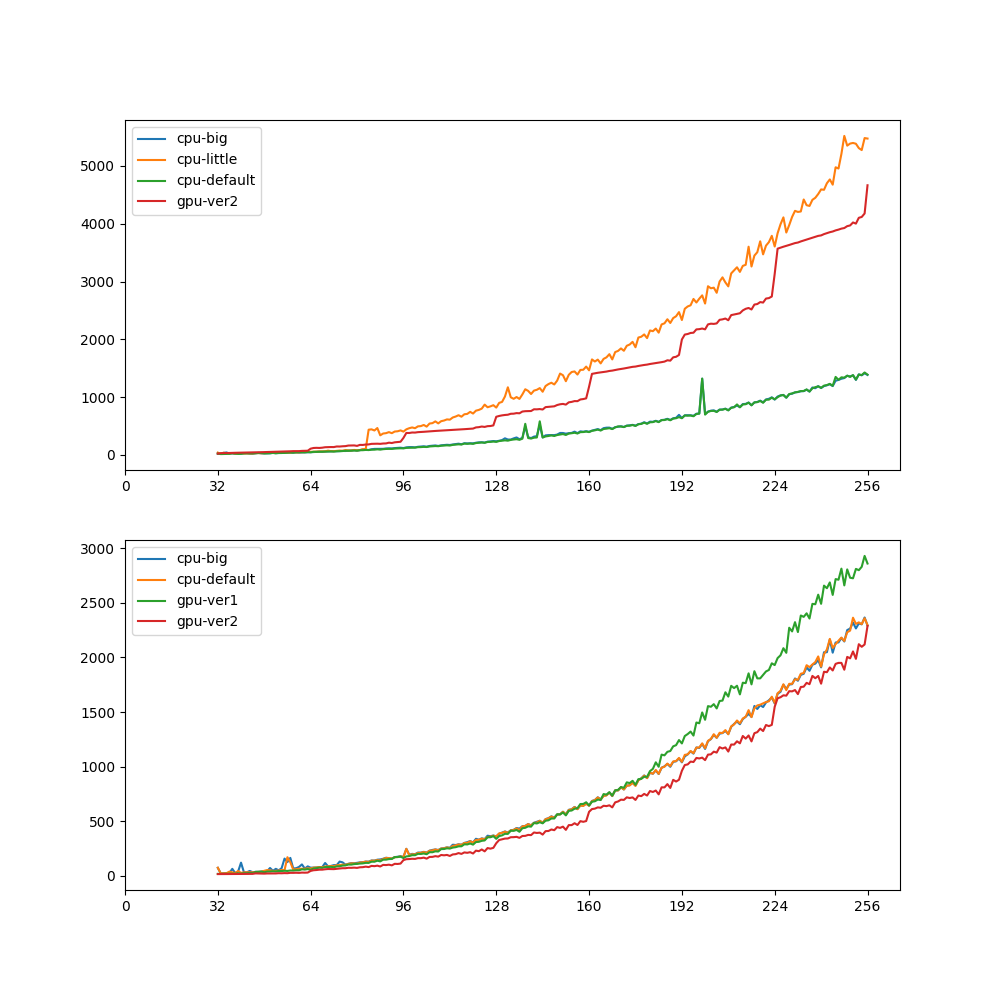 cpu-big
cpu-little
cpu-default
gpu-ver2
5000
4000
3000
2000
1000
0
0 32 64 96 128 160 192 224 256
cpu-big
cpu-default
gpu-ver1
gpu-ver2
3000
2500
2000
1500
1000
500
0
0 32 64 96 128 160 192 224 256